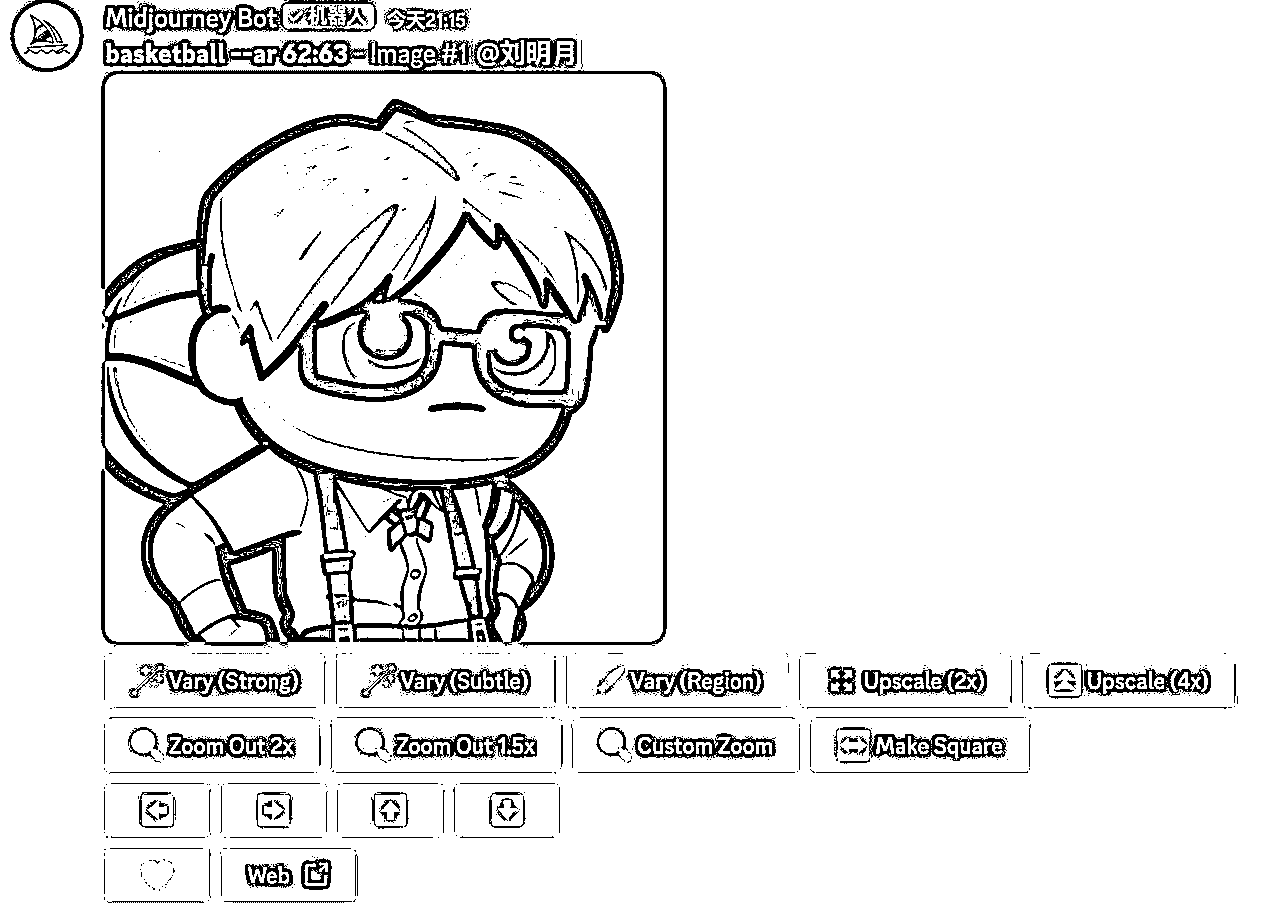 Midjourney Bot ✓机器人 今天21:15
basketball --ar 62:63 - Image #1 @刘明月
Vary (Strong) Vary (Subtle) Vary (Region) Upscale (2x) Upscale (4x)
Zoom Out 2x Zoom Out 1.5x Custom Zoom Make Square
Web